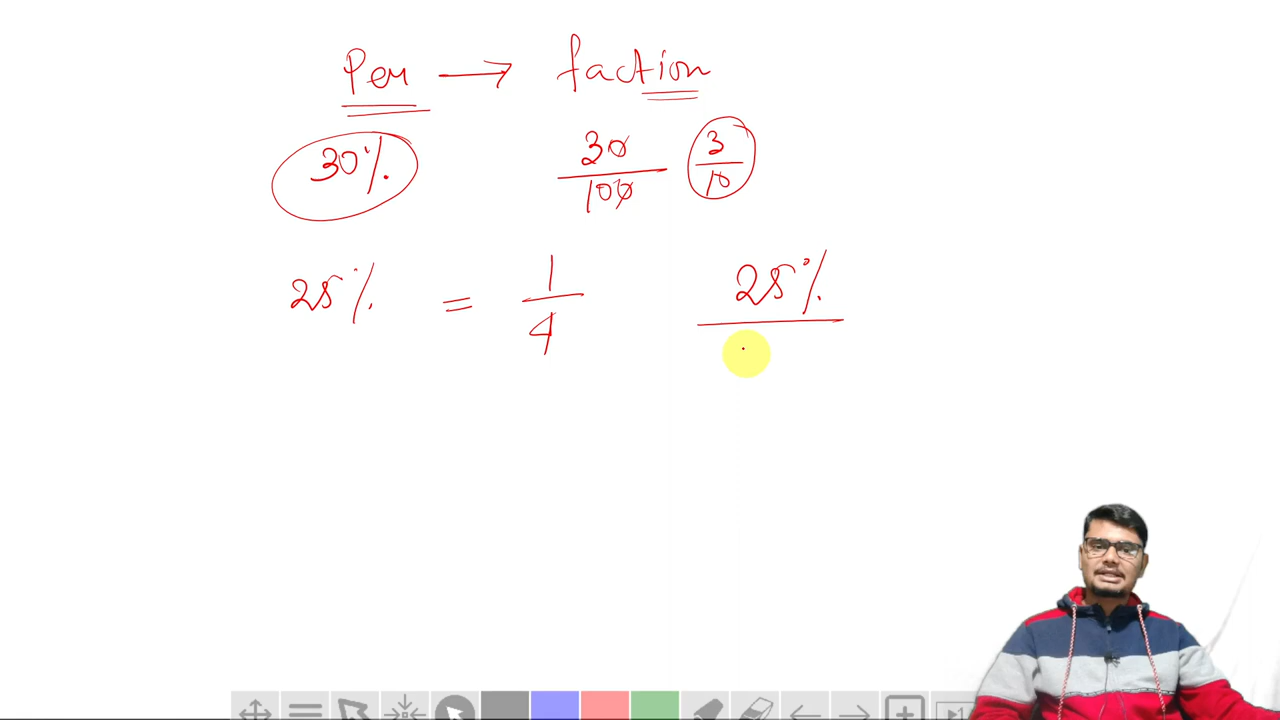 Per → faction
30% 30/100 3/10
25% = 1/4 25%